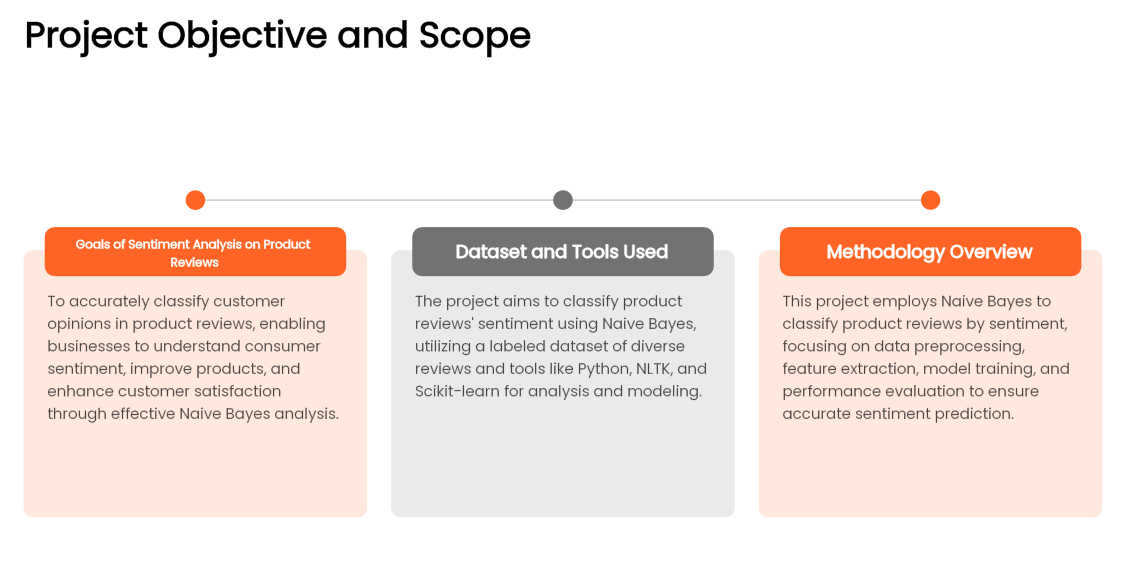 Project Objective and Scope
Goals of Sentiment Analysis on Product
Reviews
To accurately classify customer
opinions in product reviews, enabling
businesses to understand consumer
sentiment, improve products, and
enhance customer satisfaction
through effective Naive Bayes analysis.
Dataset and Tools Used
The project aims to classify product
reviews' sentiment using Naive Bayes,
utilizing a labeled dataset of diverse
reviews and tools like Python, NLTK, and
Scikit-learn for analysis and modeling.
Methodology Overview
This project employs Naive Bayes to
classify product reviews by sentiment,
focusing on data preprocessing,
feature extraction, model training, and
performance evaluation to ensure
accurate sentiment prediction.